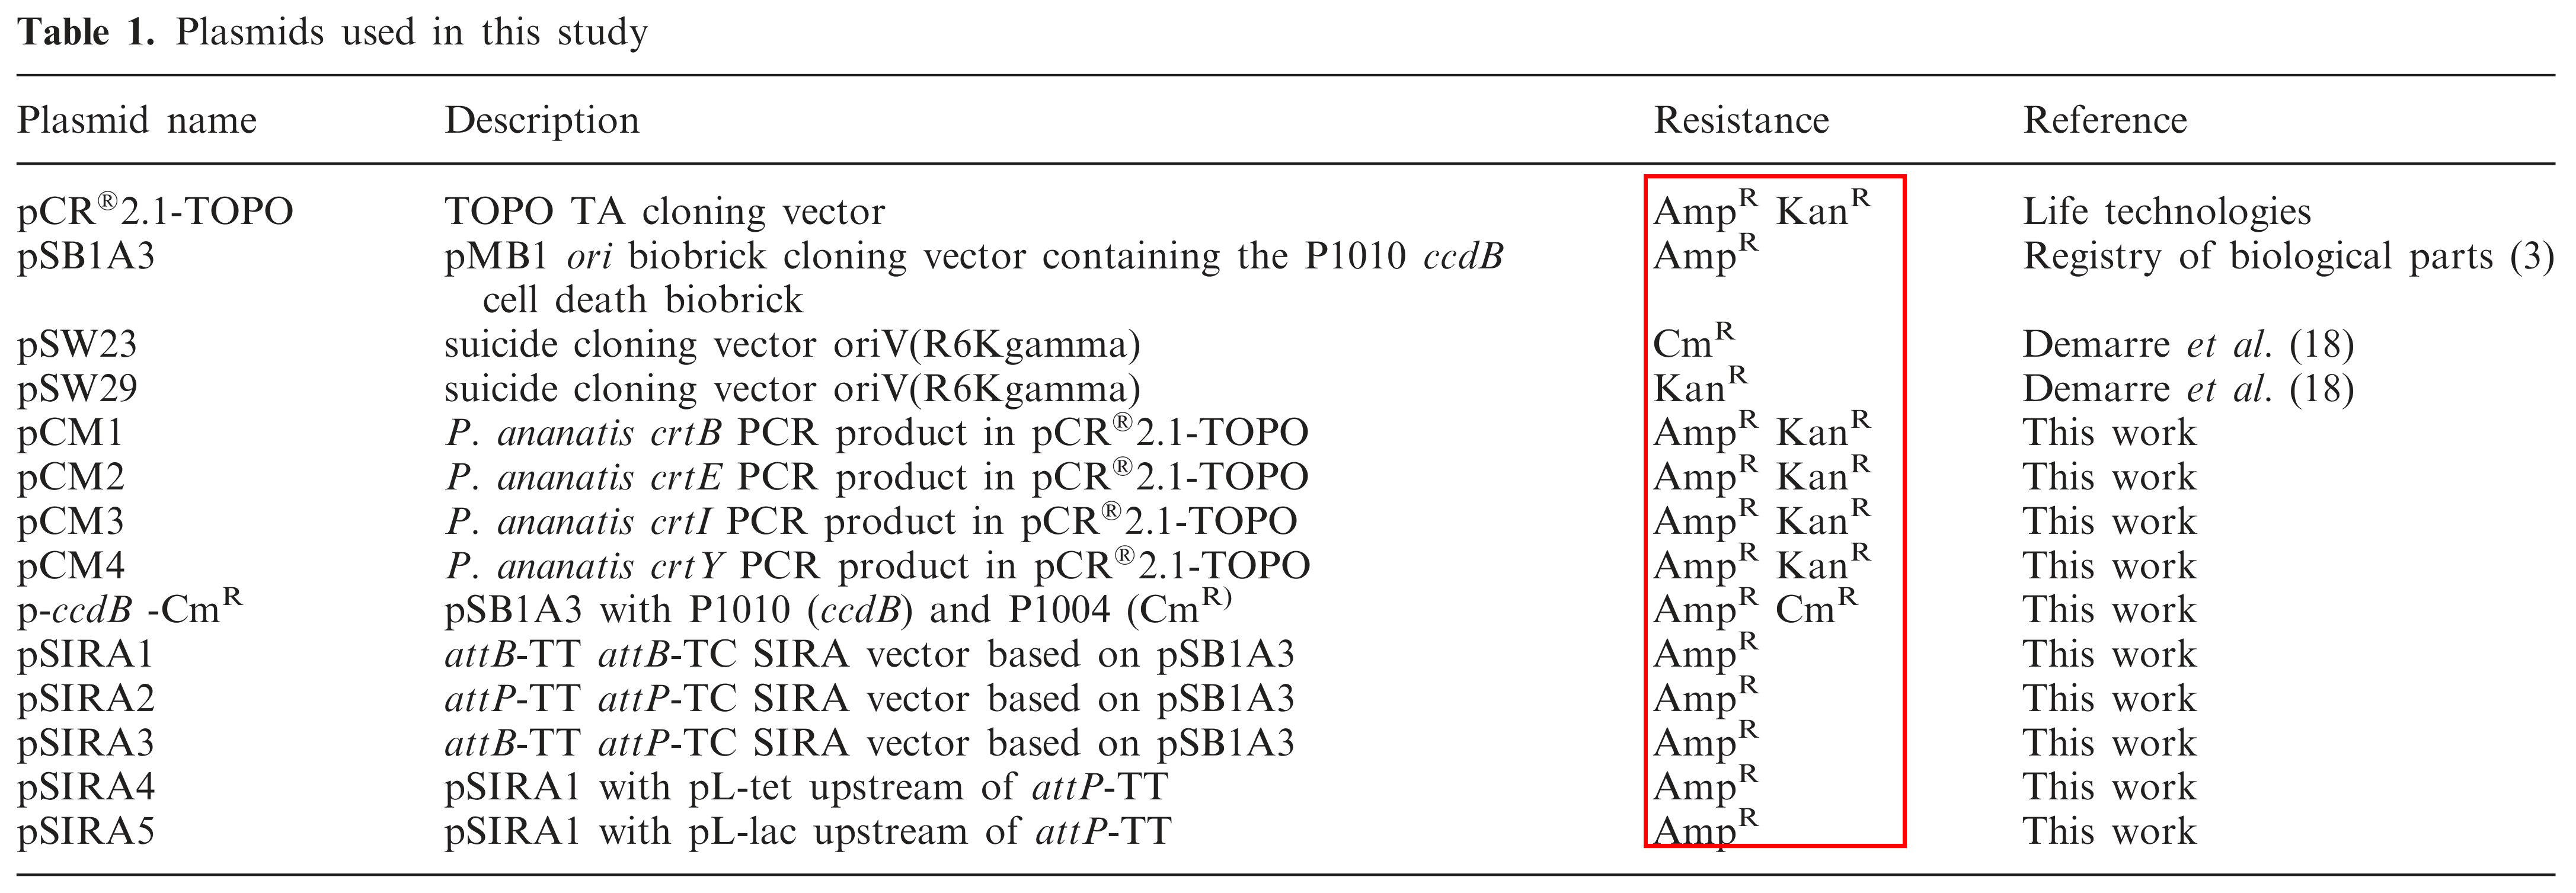 Table 1. Plasmids used in this study
Plasmid name Description Resistance Reference
pCR®2.1-TOPO TOPO TA cloning vector Amp^R Kan^R Life technologies
pSB1A3 pMB1 ori biobrick cloning vector containing the P1010 ccdB Amp^R Registry of biological parts (3)
cell death biobrick
pSW23 suicide cloning vector oriV(R6Kgamma) Cm^R Demarre et al. (18)
pSW29 suicide cloning vector oriV(R6Kgamma) Kan^R Demarre et al. (18)
pCM1 P. ananatis crtB PCR product in pCR®2.1-TOPO Amp^R Kan^R This work
pCM2 P. ananatis crtE PCR product in pCR®2.1-TOPO Amp^R Kan^R This work
pCM3 P. ananatis crtI PCR product in pCR®2.1-TOPO Amp^R Kan^R This work
pCM4 P. ananatis crtY PCR product in pCR®2.1-TOPO Amp^R Kan^R This work
p-ccdB -Cm^R pSB1A3 with P1010 (ccdB) and P1004 (Cm^R) Amp^R Cm^R This work
pSIRA1 attB-TT attB-TC SIRA vector based on pSB1A3 Amp^R This work
pSIRA2 attP-TT attP-TC SIRA vector based on pSB1A3 Amp^R This work
pSIRA3 attB-TT attP-TC SIRA vector based on pSB1A3 Amp^R This work
pSIRA4 pSIRA1 with pL-tet upstream of attP-TT Amp^R This work
pSIRA5 pSIRA1 with pL-lac upstream of attP-TT Amp^R This work